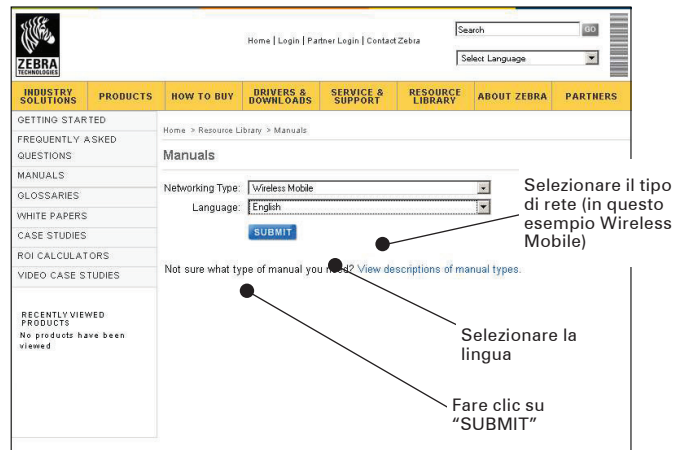 ZEBRA
TECHNOLOGIES
Home | Login | Partner Login | Contact Zebra
Search
GO
Select Language
INDUSTRY SOLUTIONS
PRODUCTS
HOW TO BUY
DRIVERS & DOWNLOADS
SERVICE & SUPPORT
RESOURCE LIBRARY
ABOUT ZEBRA
PARTNERS
GETTING STARTED
FREQUENTLY ASKED
QUESTIONS
MANUALS
GLOSSARIES
WHITE PAPERS
CASE STUDIES
ROI CALCULATORS
VIDEO CASE STUDIES
RECENTLY VIEWED
PRODUCTS
No products have been
viewed
Home > Resource Library > Manuals
Manuals
Networking Type: Wireless Mobile
Language: English
SUBMIT
Not sure what type of manual you need? View descriptions of manual types.
Selezionare il tipo
di rete (in questo
esempio Wireless
Mobile)
Selezionare la
lingua
Fare clic su
“SUBMIT”